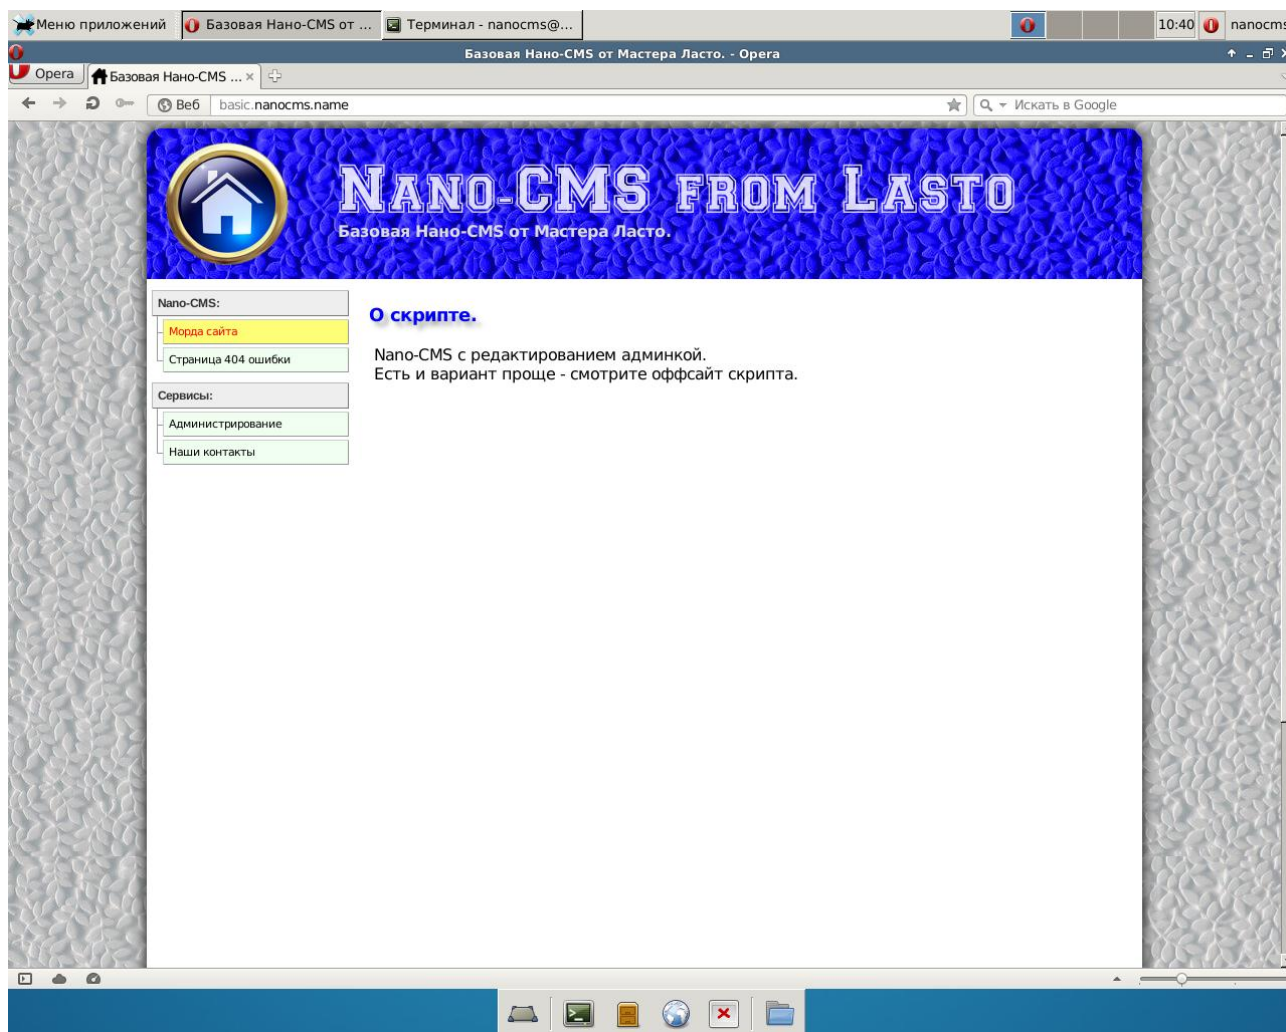 Меню приложений
Базовая Нано-CMS от ...
Терминал - nanocms@...
10:40
nanocms
Базовая Нано-CMS от Мастера Ласто. - Opera
Opera
Базовая Нано-CMS ...
Веб
basic.nanocms.name
Искать в Google
Nano-CMS from Lasto
Базовая Нано-CMS от Мастера Ласто.
Nano-CMS:
Морда сайта
Страница 404 ошибки
Сервисы:
Администрирование
Наши контакты
О скрипте.
Nano-CMS с редактированием админкой.
Есть и вариант проще - смотрите оффсайт скрипта.